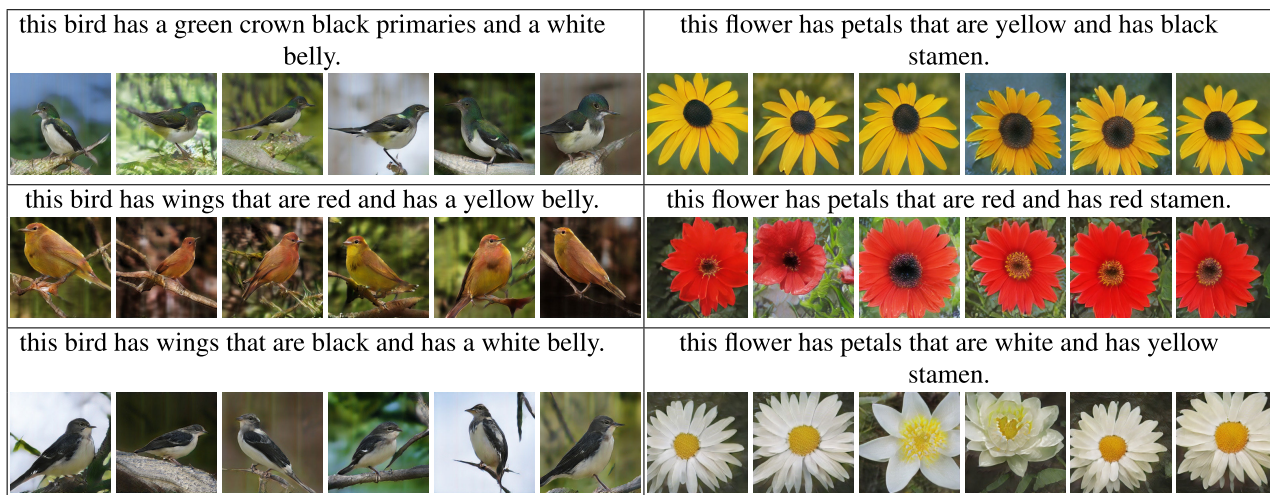 this bird has a green crown black primaries and a white
belly.
this flower has petals that are yellow and has black
stamen.
this bird has wings that are red and has a yellow belly.
this flower has petals that are red and has red stamen.
this bird has wings that are black and has a white belly.
this flower has petals that are white and has yellow
stamen.